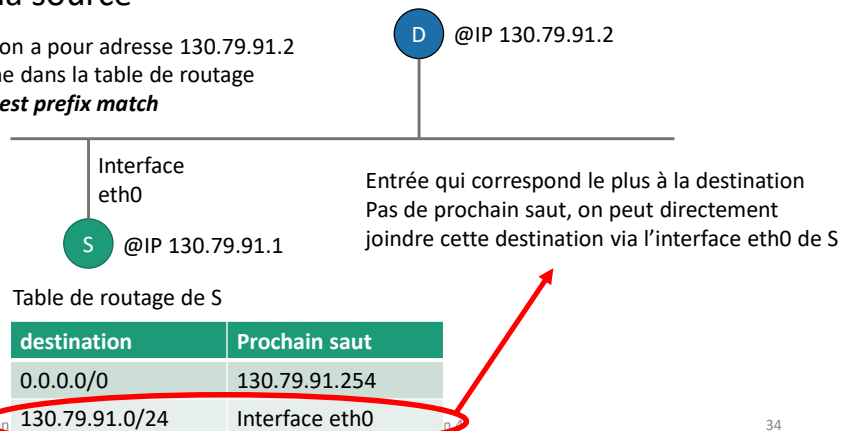 la source
on a pour adresse 130.79.91.2
dans la table de routage
est prefix match
D @IP 130.79.91.2
Interface
eth0
S @IP 130.79.91.1
Entrée qui correspond le plus à la destination
Pas de prochain saut, on peut directement
joindre cette destination via l’interface eth0 de S
Table de routage de S
destination Prochain saut
0.0.0.0/0 130.79.91.254
130.79.91.0/24 Interface eth0
34